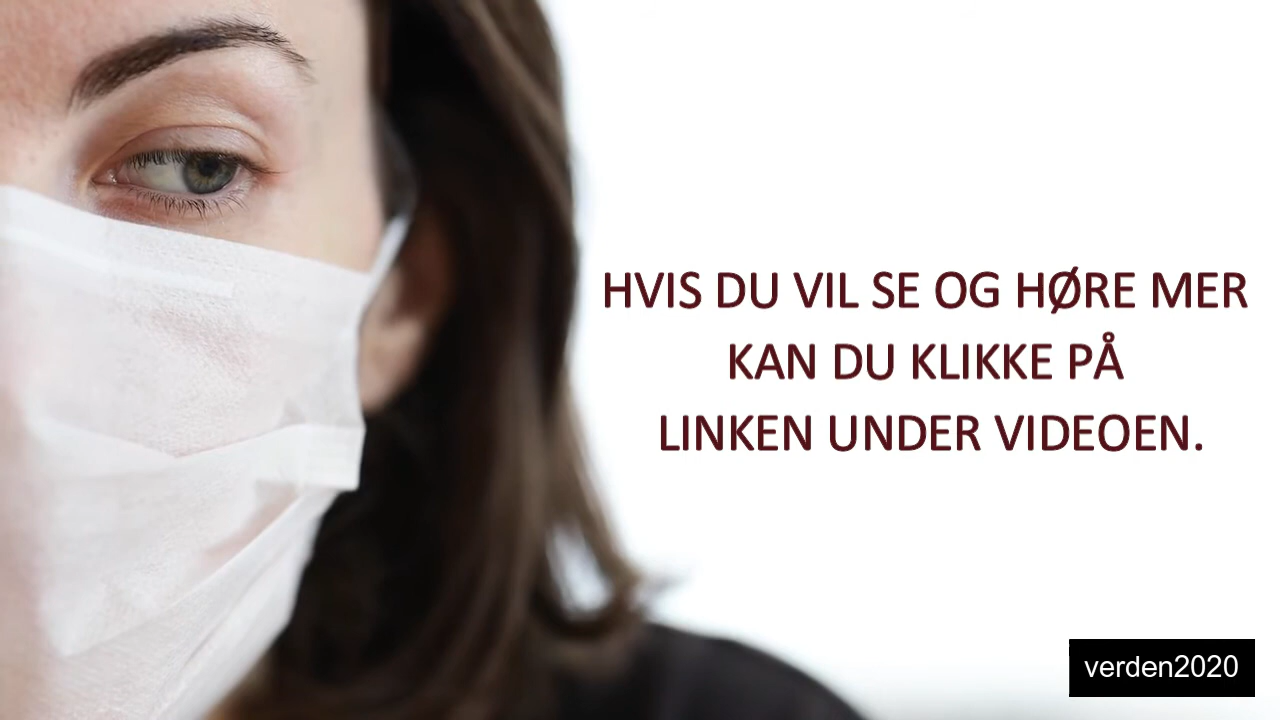 HVIS DU VIL SE OG HØRE MER
KAN DU KLIKKE PÅ
LINKEN UNDER VIDEOEN.
verden2020